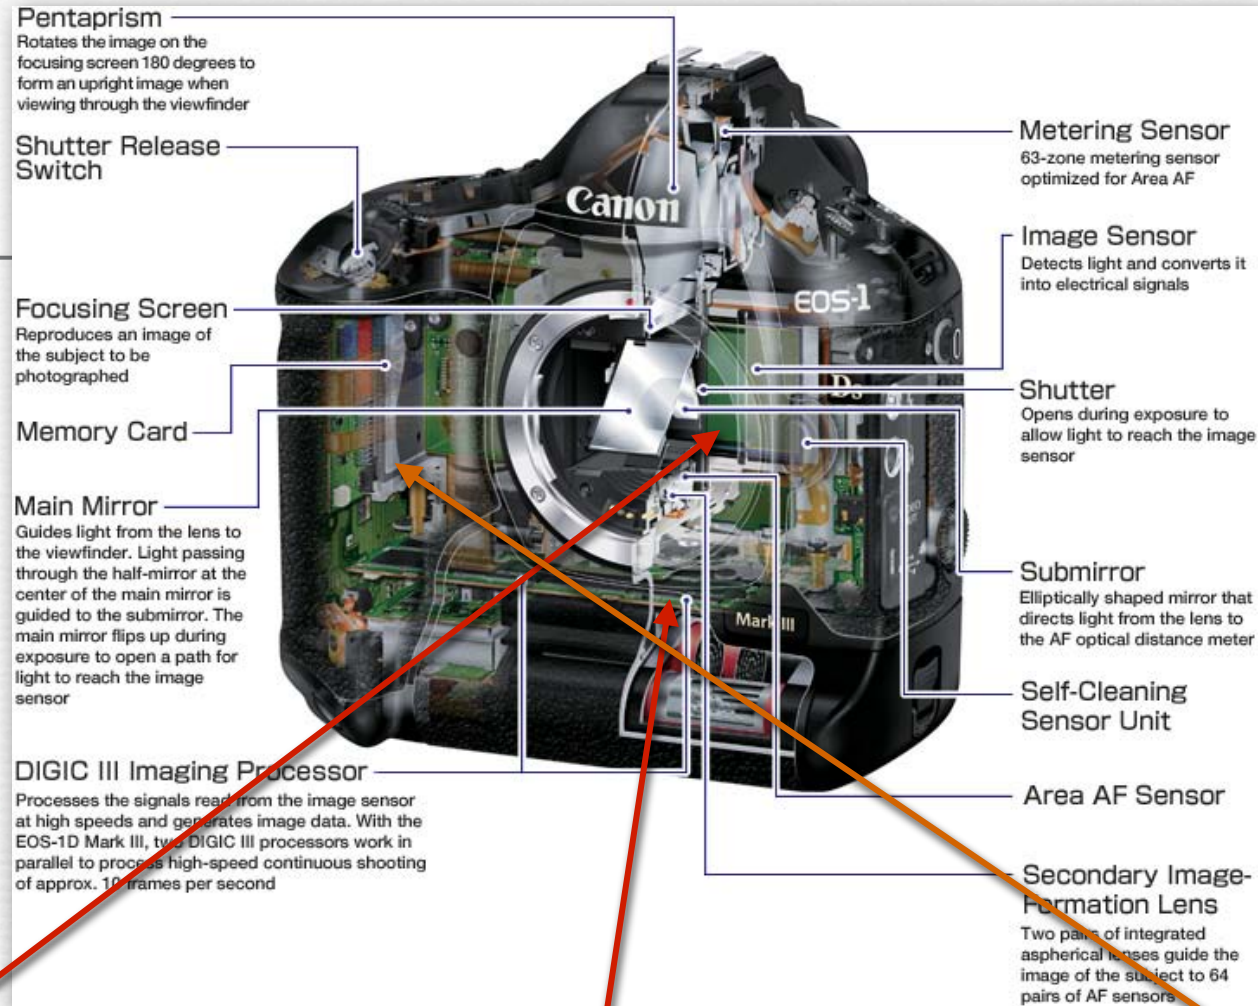 Pentaprism
Rotates the image on the
focusing screen 180 degrees to
form an upright image when
viewing through the viewfinder
Shutter Release
Switch
Focusing Screen
Reproduces an image of
the subject to be
photographed
Memory Card
Main Mirror
Guides light from the lens to
the viewfinder. Light passing
through the half-mirror at the
center of the main mirror is
guided to the submirror. The
main mirror flips up during
exposure to open a path for
light to reach the image
sensor
DIGIC III Imaging Processor
Processes the signals read from the image sensor
at high speeds and generates image data. With the
EOS-1D Mark III, two DIGIC III processors work in
parallel to process high-speed continuous shooting
of approx. 10 frames per second
Canon
EOS-1
Ds
Mark III
Metering Sensor
63-zone metering sensor
optimized for Area AF
Image Sensor
Detects light and converts it
into electrical signals
Shutter
Opens during exposure to
allow light to reach the image
sensor
Submirror
Elliptically shaped mirror that
directs light from the lens to
the AF optical distance meter
Self-Cleaning
Sensor Unit
Area AF Sensor
Secondary Image-
Formation Lens
Two pairs of integrated
aspherical lenses guide the
image of the subject to 64
pairs of AF sensors